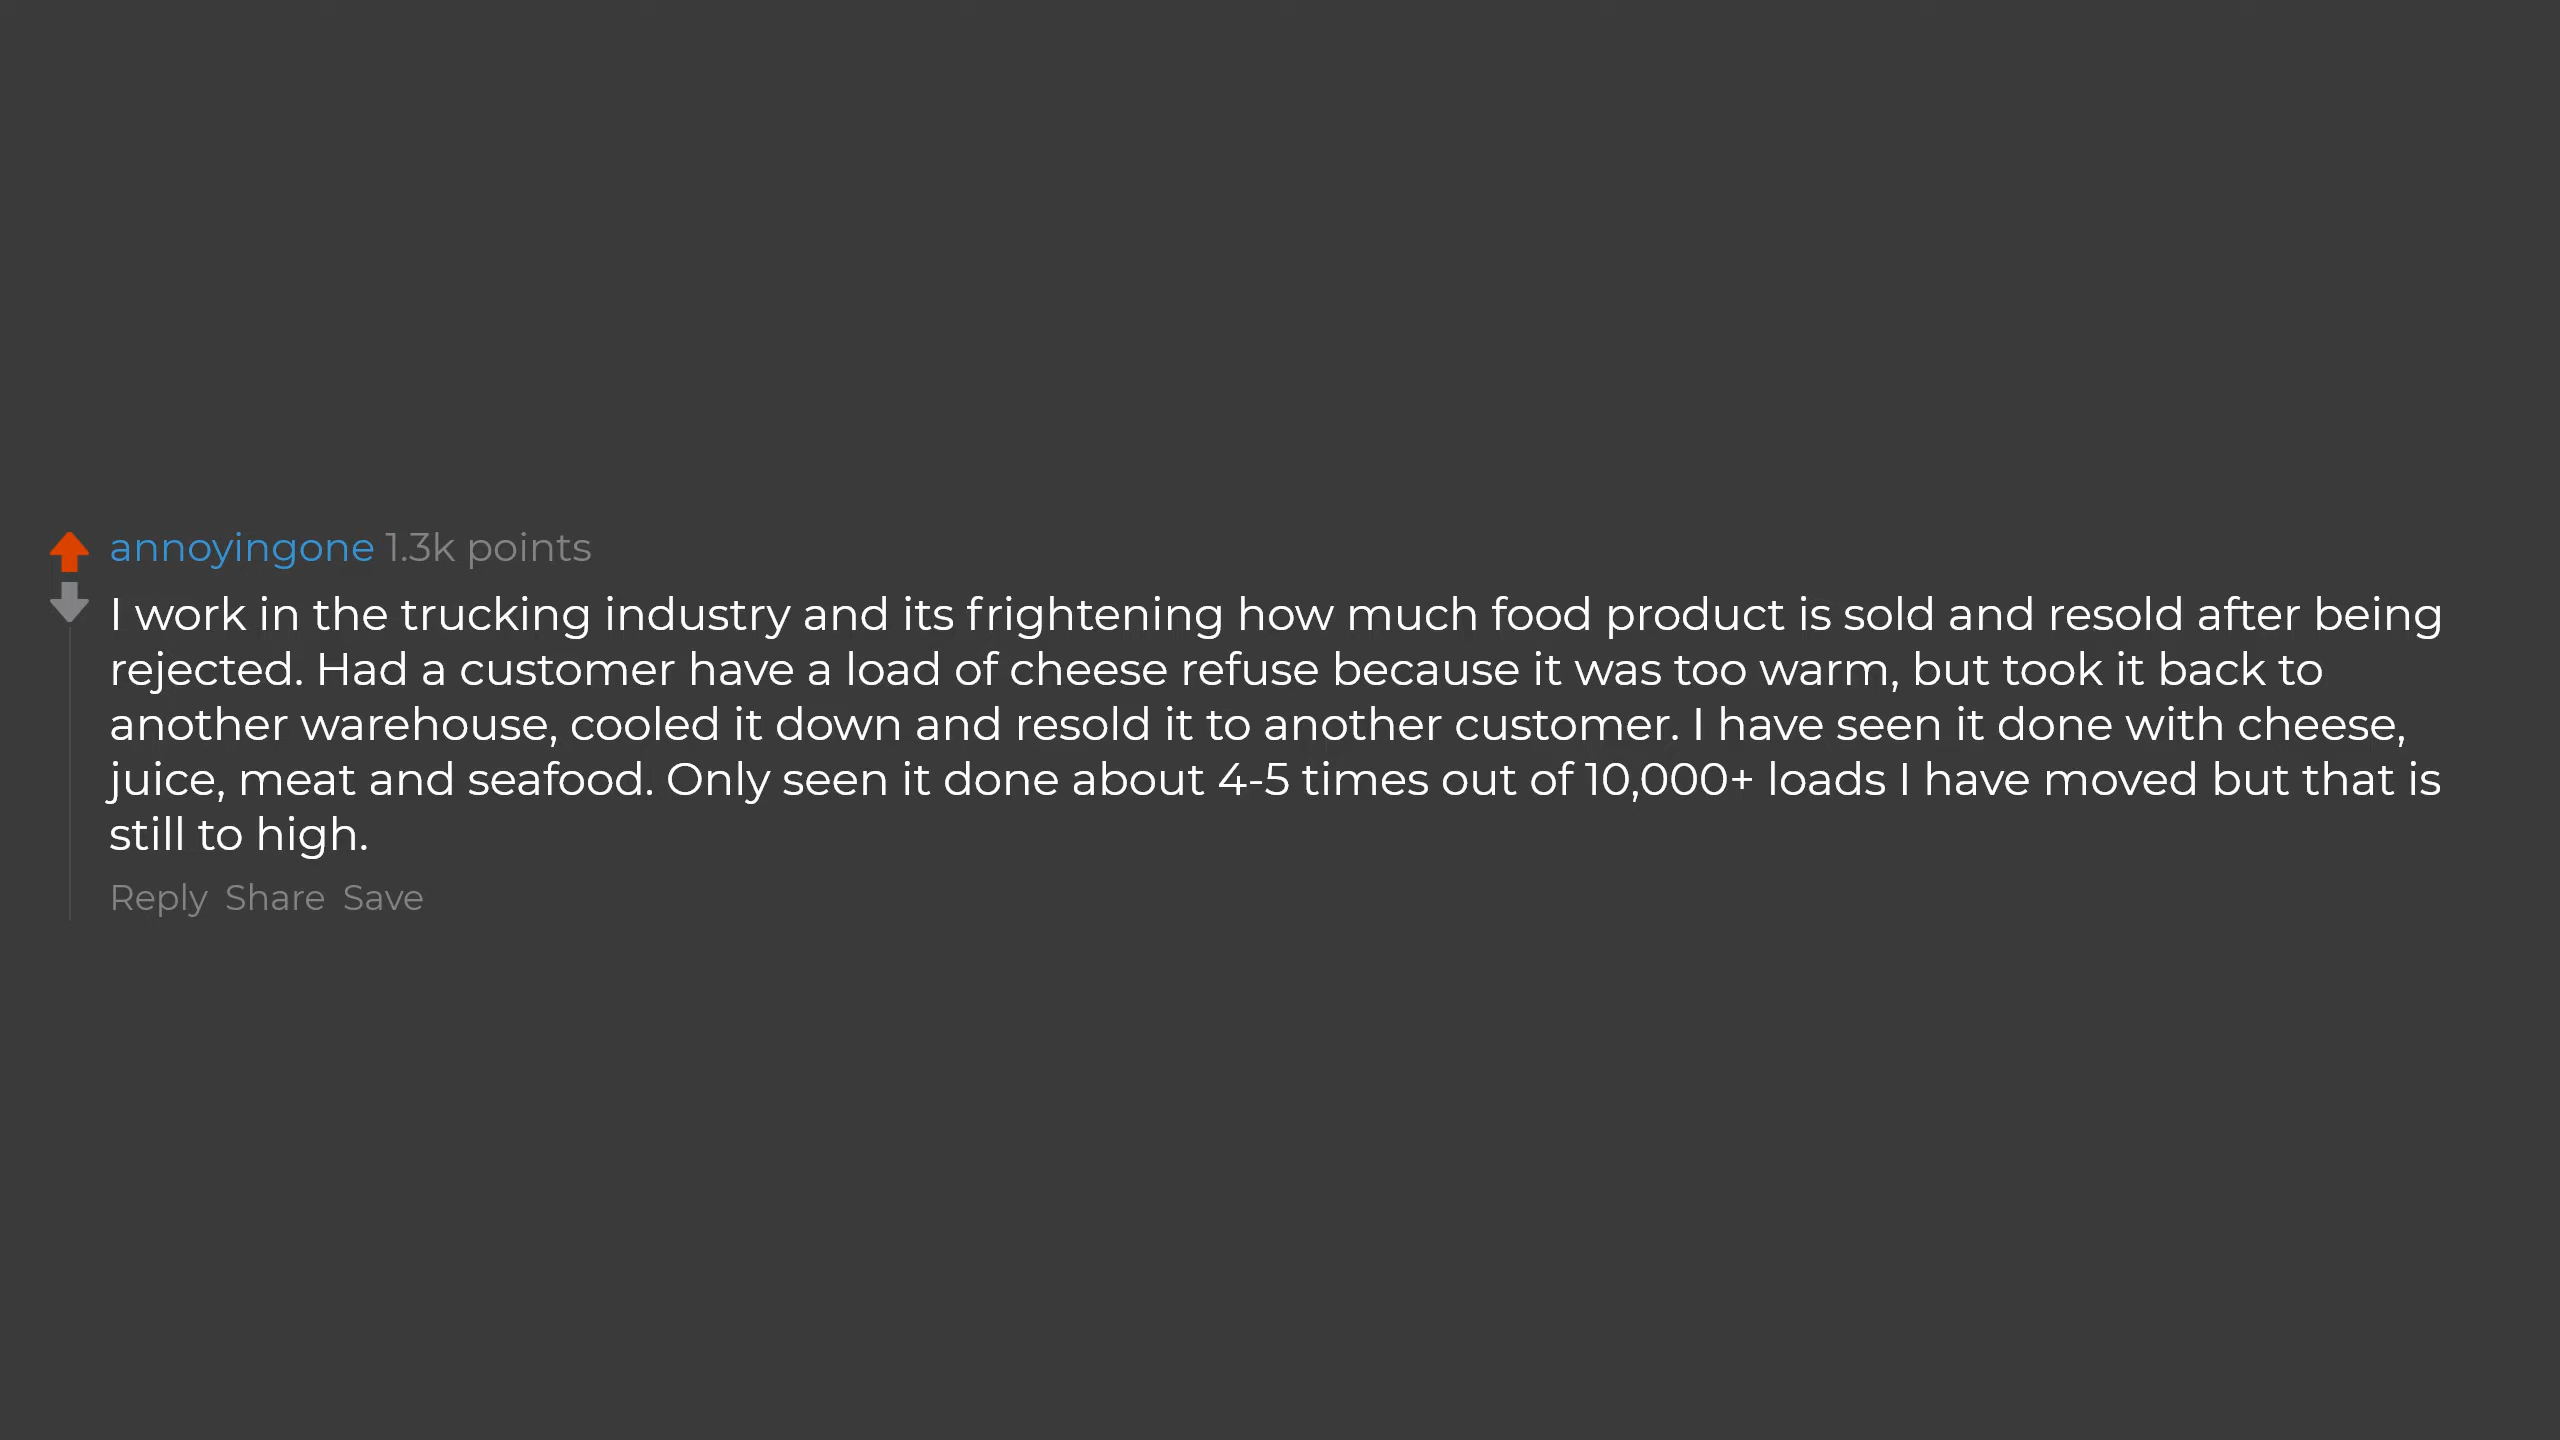 annoyingone 1.3k points
I work in the trucking industry and its frightening how much food product is sold and resold after being
rejected. Had a customer have a load of cheese refuse because it was too warm, but took it back to
another warehouse, cooled it down and resold it to another customer. I have seen it done with cheese,
juice, meat and seafood. Only seen it done about 4-5 times out of 10,000+ loads I have moved but that is
still to high.
Reply Share Save